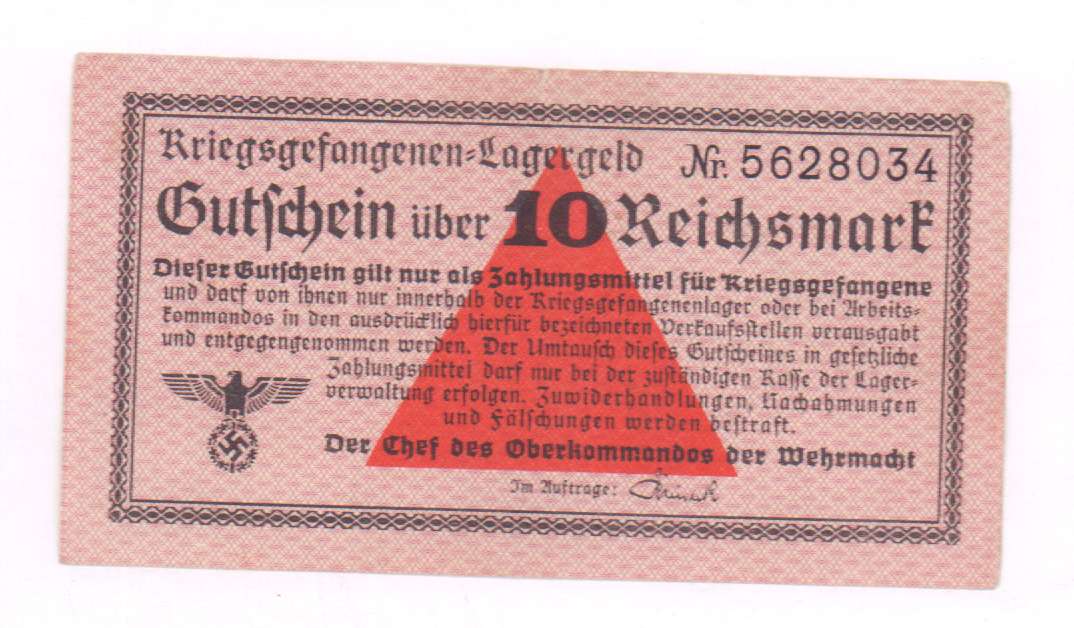 Kriegsgefangenen-Lagergeld Nr. 5628034
Gutschein über 10 Reichsmark
Dieser Gutschein gilt nur als Zahlungsmittel für Kriegsgefangene
und darf von ihnen nur innerhalb der Kriegsgefangenenlager oder bei Arbeits-
kommandos in den ausdrücklich hierfür bezeichneten Verkaufsstellen verausgabt
und entgegengenommen werden. Der Umtausch dieses Gutscheines in gesetzliche
Zahlungsmittel darf nur bei der zuständigen Kasse der Lager-
verwaltung erfolgen. Zuwiderhandlungen, Nachahmungen
und Fälschungen werden bestraft.
Der Chef des Oberkommandos der Wehrmacht
Im Auftrage: